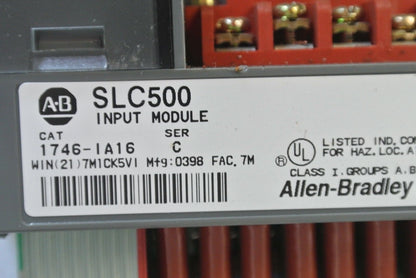 A-B SLC500
INPUT MODULE
CAT SER
1746-IA16 C
WIN(21)7M1CK5VI Mfg:0398 FAC.7M
UL LISTED IND. CON
FOR HAZ. LOC. A
CLASS I. GROUPS A.B
Allen-Bradley